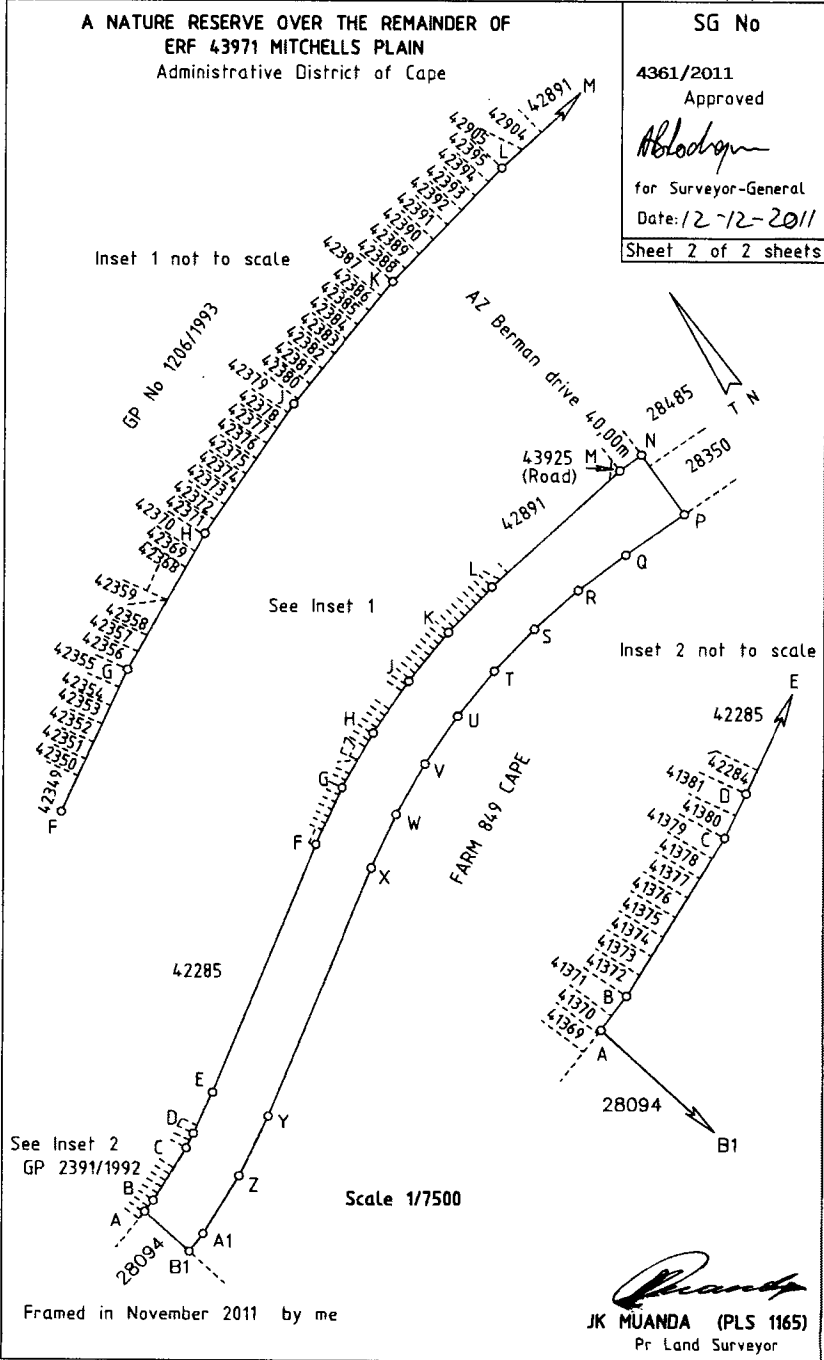 A NATURE RESERVE OVER THE REMAINDER OF
ERF 43971 MITCHELLS PLAIN
Administrative District of Cape
SG No
4361/2011
Approved
for Surveyor-General
Date: 12-12-2011
Sheet 2 of 2 sheets
Inset 1 not to scale
GP No 1206/1993
M
42891
42904
42905
L
42395
42394
42393
42392
42391
42390
42389
42388
42387
K
42386
42385
42384
42383
42382
42381
42380
42379
J
42378
42377
42376
42375
42374
42373
42372
42371
42370
H
42369
42368
42359
42358
42357
42356
42355
G
42354
42353
42352
42351
42350
42349
F
AZ Berman drive 40,00m
T N
28485
N
28350
43925
(Road)
M
42891
P
Q
R
S
T
U
V
W
X
L
K
J
H
G
F
See Inset 1
FARM 849 CAPE
Inset 2 not to scale
E
42285
42284
41381
D
41380
41379
C
41378
41377
41376
41375
41374
41373
41372
41371
B
41370
41369
A
28094
B1
42285
E
D
C
B
A
See Inset 2
GP 2391/1992
Y
Z
A1
B1
28094
Scale 1/7500
Framed in November 2011 by me
JK MUANDA (PLS 1165)
Pr Land Surveyor